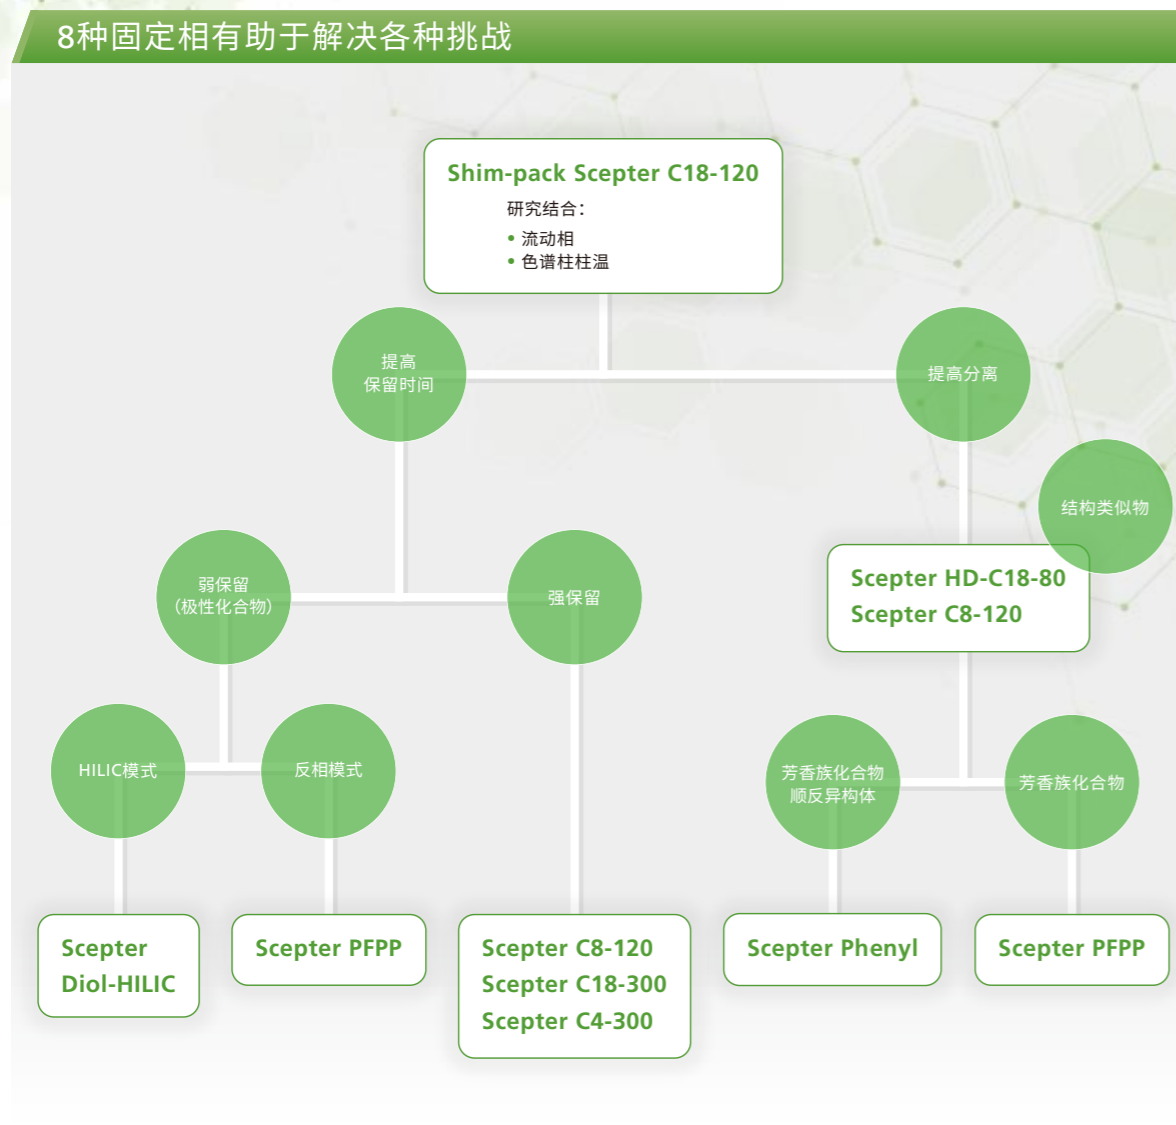 8种固定相有助于解决各种挑战
Shim-pack Scepter C18-120
研究结合：
• 流动相
• 色谱柱柱温
提高
保留时间
提高分离
结构类似物
弱保留
（极性化合物）
强保留
Scepter HD-C18-80
Scepter C8-120
HILIC模式
反相模式
芳香族化合物
顺反异构体
芳香族化合物
Scepter
Diol-HILIC
Scepter PFPP
Scepter C8-120
Scepter C18-300
Scepter C4-300
Scepter Phenyl
Scepter PFPP